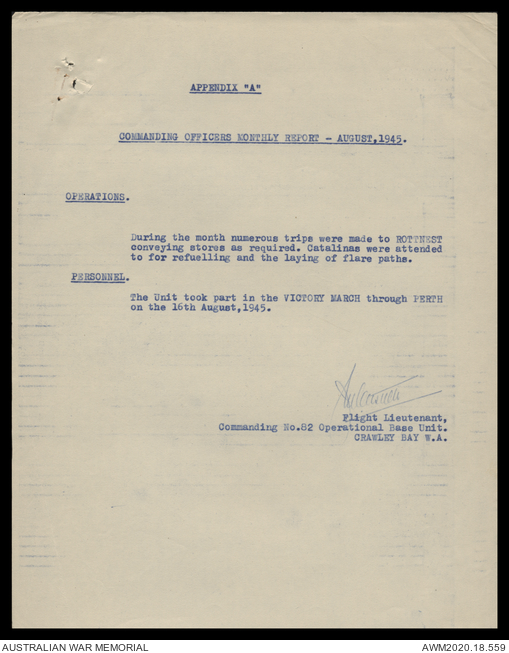 APPENDIX "A"
COMMANDING OFFICERS MONTHLY REPORT - AUGUST,1945.
OPERATIONS.
During the month numerous trips were made to ROTTNEST
conveying stores as required. Catalinas were attended
to for refuelling and the laying of flare paths.
PERSONNEL.
The Unit took part in the VICTORY MARCH through PERTH
on the 16th August,1945.
Flight Lieutenant,
Commanding No.82 Operational Base Unit.
CRAWLEY BAY W.A.
AUSTRALIAN WAR MEMORIAL
AWM2020.18.559